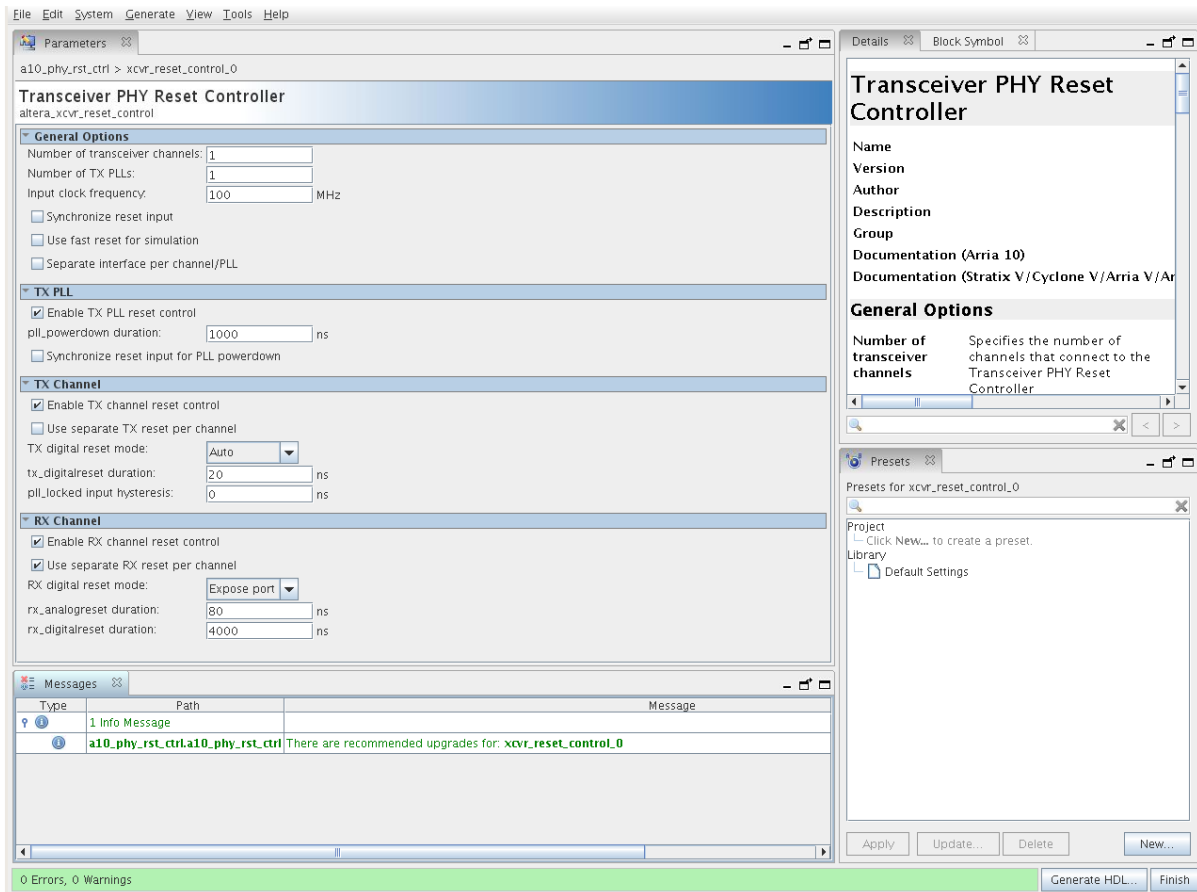 File Edit System Generate View Tools Help
Parameters
a10_phy_rst_ctrl > xcvr_reset_control_0
Transceiver PHY Reset Controller
altera_xcvr_reset_control
General Options
Number of transceiver channels: 1
Number of TX PLLs: 1
Input clock frequency: 100 MHz
Synchronize reset input
Use fast reset for simulation
Separate interface per channel/PLL
TX PLL
Enable TX PLL reset control
pll_powerdown duration: 1000 ns
Synchronize reset input for PLL powerdown
TX Channel
Enable TX channel reset control
Use separate TX reset per channel
TX digital reset mode: Auto
tx_digitalreset duration: 20 ns
pll_locked input hysteresis: 0 ns
RX Channel
Enable RX channel reset control
Use separate RX reset per channel
RX digital reset mode: Expose port
rx_analogreset duration: 80 ns
rx_digitalreset duration: 4000 ns
Messages
Type Path Message
1 Info Message
a10_phy_rst_ctrl.a10_phy_rst_ctrl There are recommended upgrades for: xcvr_reset_control_0
0 Errors, 0 Warnings
Details Block Symbol
Transceiver PHY Reset
Controller
Name
Version
Author
Description
Group
Documentation (Arria 10)
Documentation (Stratix V/Cyclone V/Arria V/Ar
General Options
Number of Specifies the number of
transceiver channels that connect to the
channels Transceiver PHY Reset
Controller
< >
Presets
Presets for xcvr_reset_control_0
Project
Click New... to create a preset.
Library
Default Settings
Apply Update... Delete New...
Generate HDL... Finish